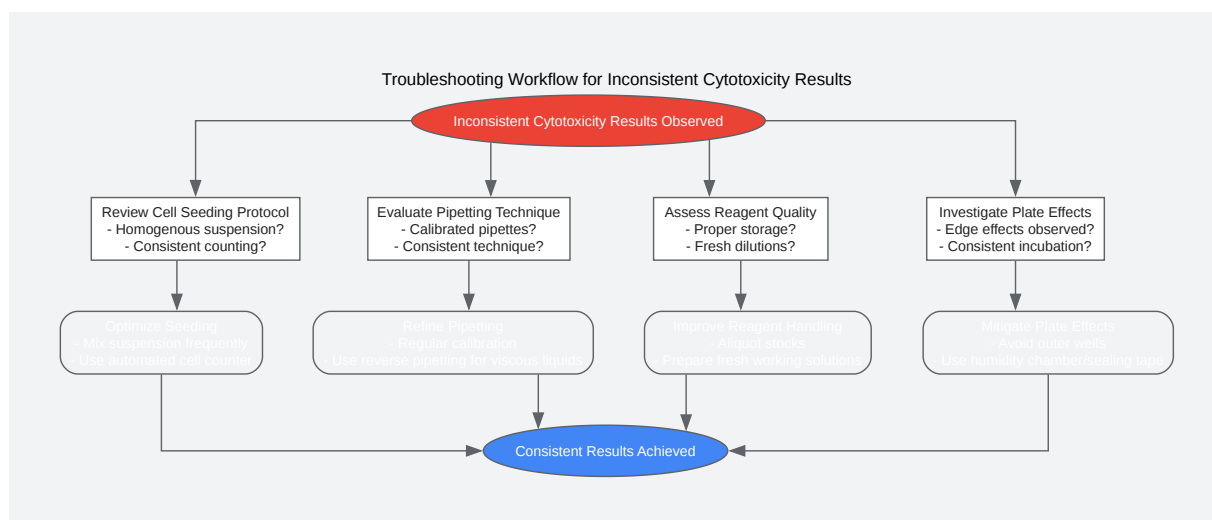 Troubleshooting Workflow for Inconsistent Cytotoxicity Results
Inconsistent Cytotoxicity Results Observed
Review Cell Seeding Protocol
- Homogenous suspension?
- Consistent counting?
Evaluate Pipetting Technique
- Calibrated pipettes?
- Consistent technique?
Assess Reagent Quality
- Proper storage?
- Fresh dilutions?
Investigate Plate Effects
- Edge effects observed?
- Consistent incubation?
Optimize Seeding
- Mix suspension frequently
- Use automated cell counter
Refine Pipetting
- Regular calibration
- Use reverse pipetting for viscous liquids
Improve Reagent Handling
- Aliquot stocks
- Prepare fresh working solutions
Mitigate Plate Effects
- Avoid outer wells
- Use humidity chamber/sealing tape
Consistent Results Achieved